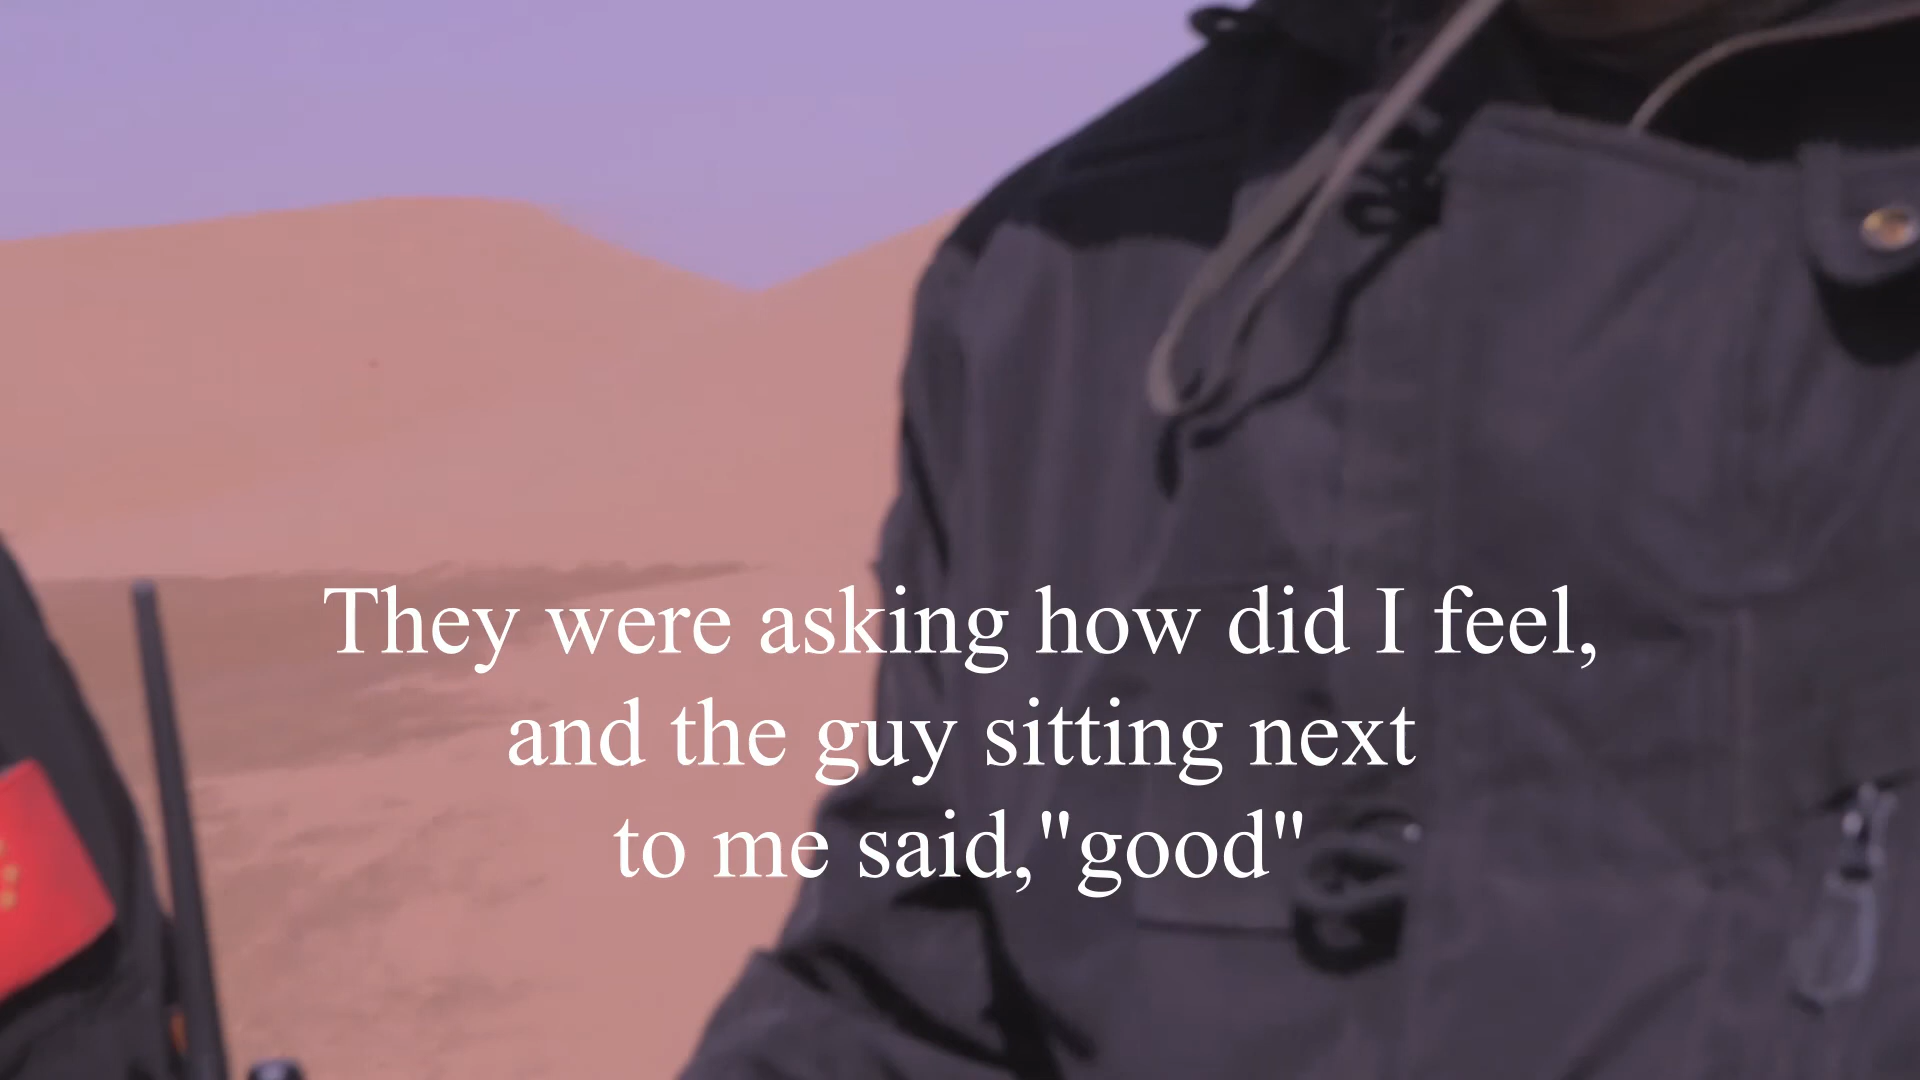 They were asking how did I feel,
and the guy sitting next
to me said,"good"